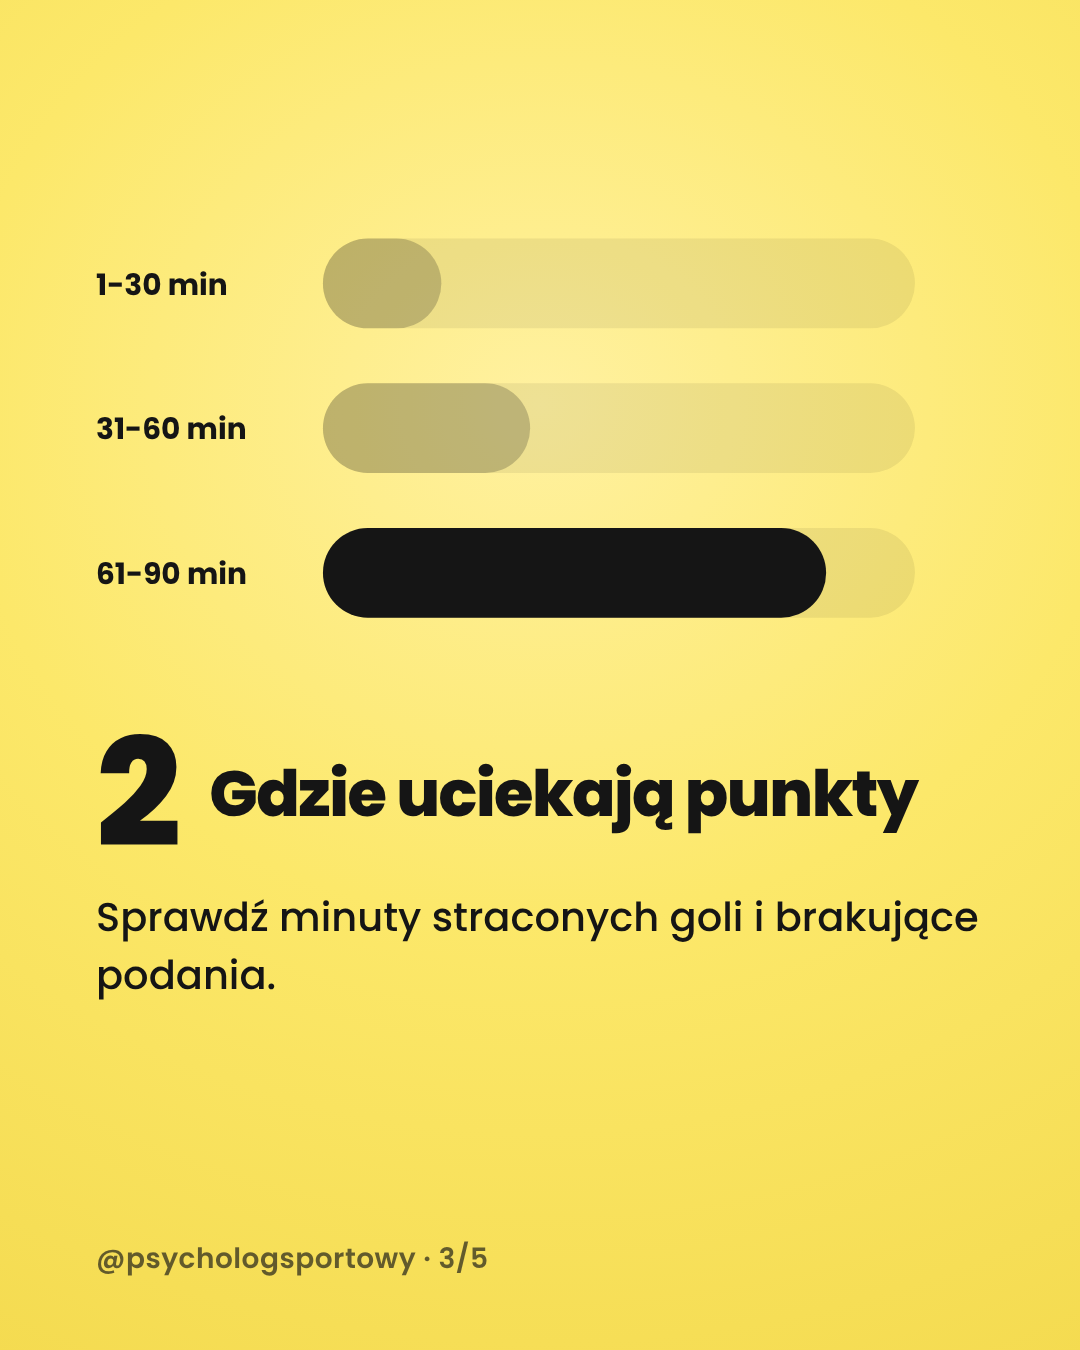 1–30 min
31–60 min
61–90 min
2 Gdzie uciekają punkty
Sprawdź minuty straconych goli i brakujące
podania.
@psychologsportowy · 3/5